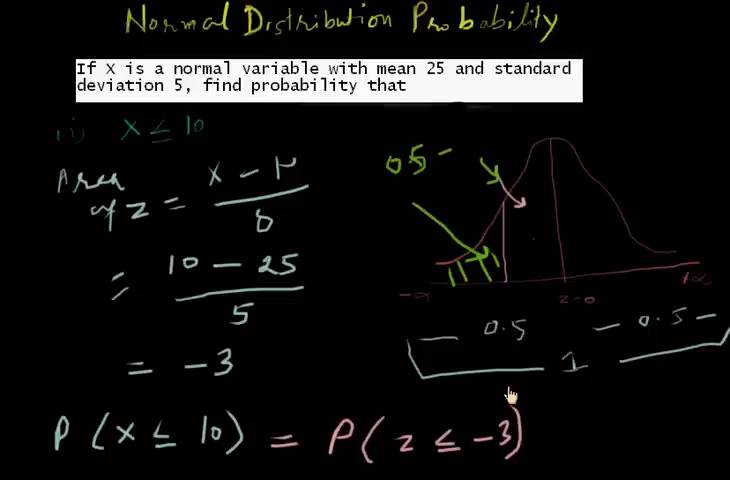 Normal Distribution Probability
If X is a normal variable with mean 25 and standard
deviation 5, find probability that
ii) X ≤ 10
Area
of z = X - μ / σ
= 10 - 25 / 5
= -3
P (X ≤ 10) = P( z ≤ -3)
0.5 -
-α z=0 +α
0.5 0.5
1